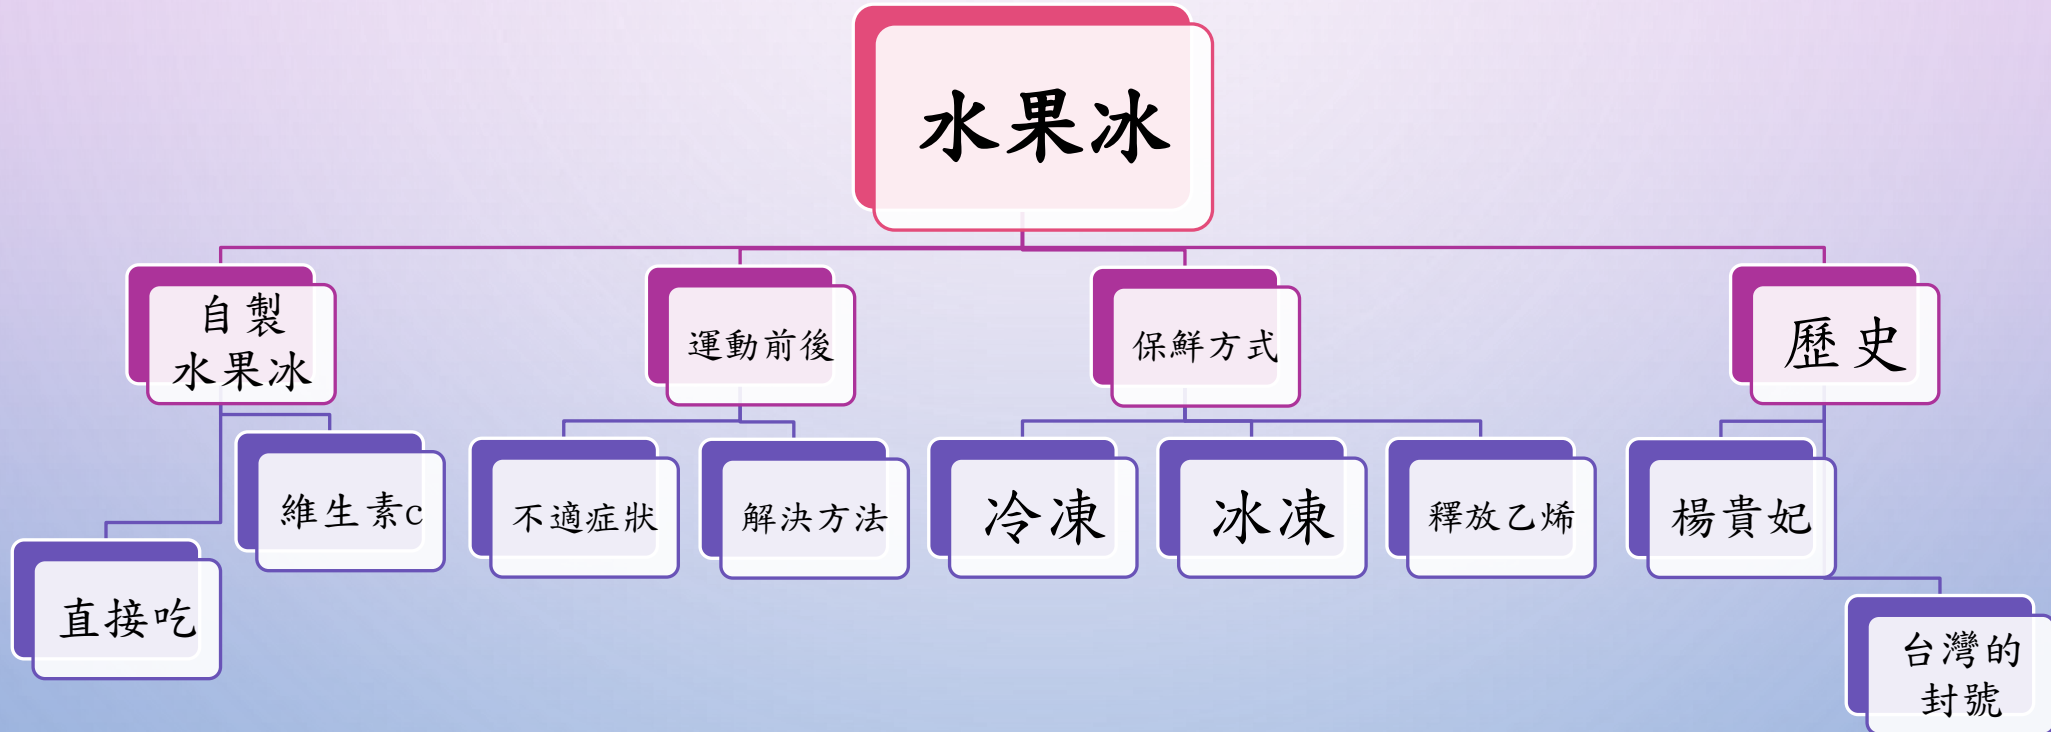 水果冰
自製
水果冰
運動前後
保鮮方式
歷史
直接吃
維生素c
不適症狀
解決方法
冷凍
冰凍
釋放乙烯
楊貴妃
台灣的
封號